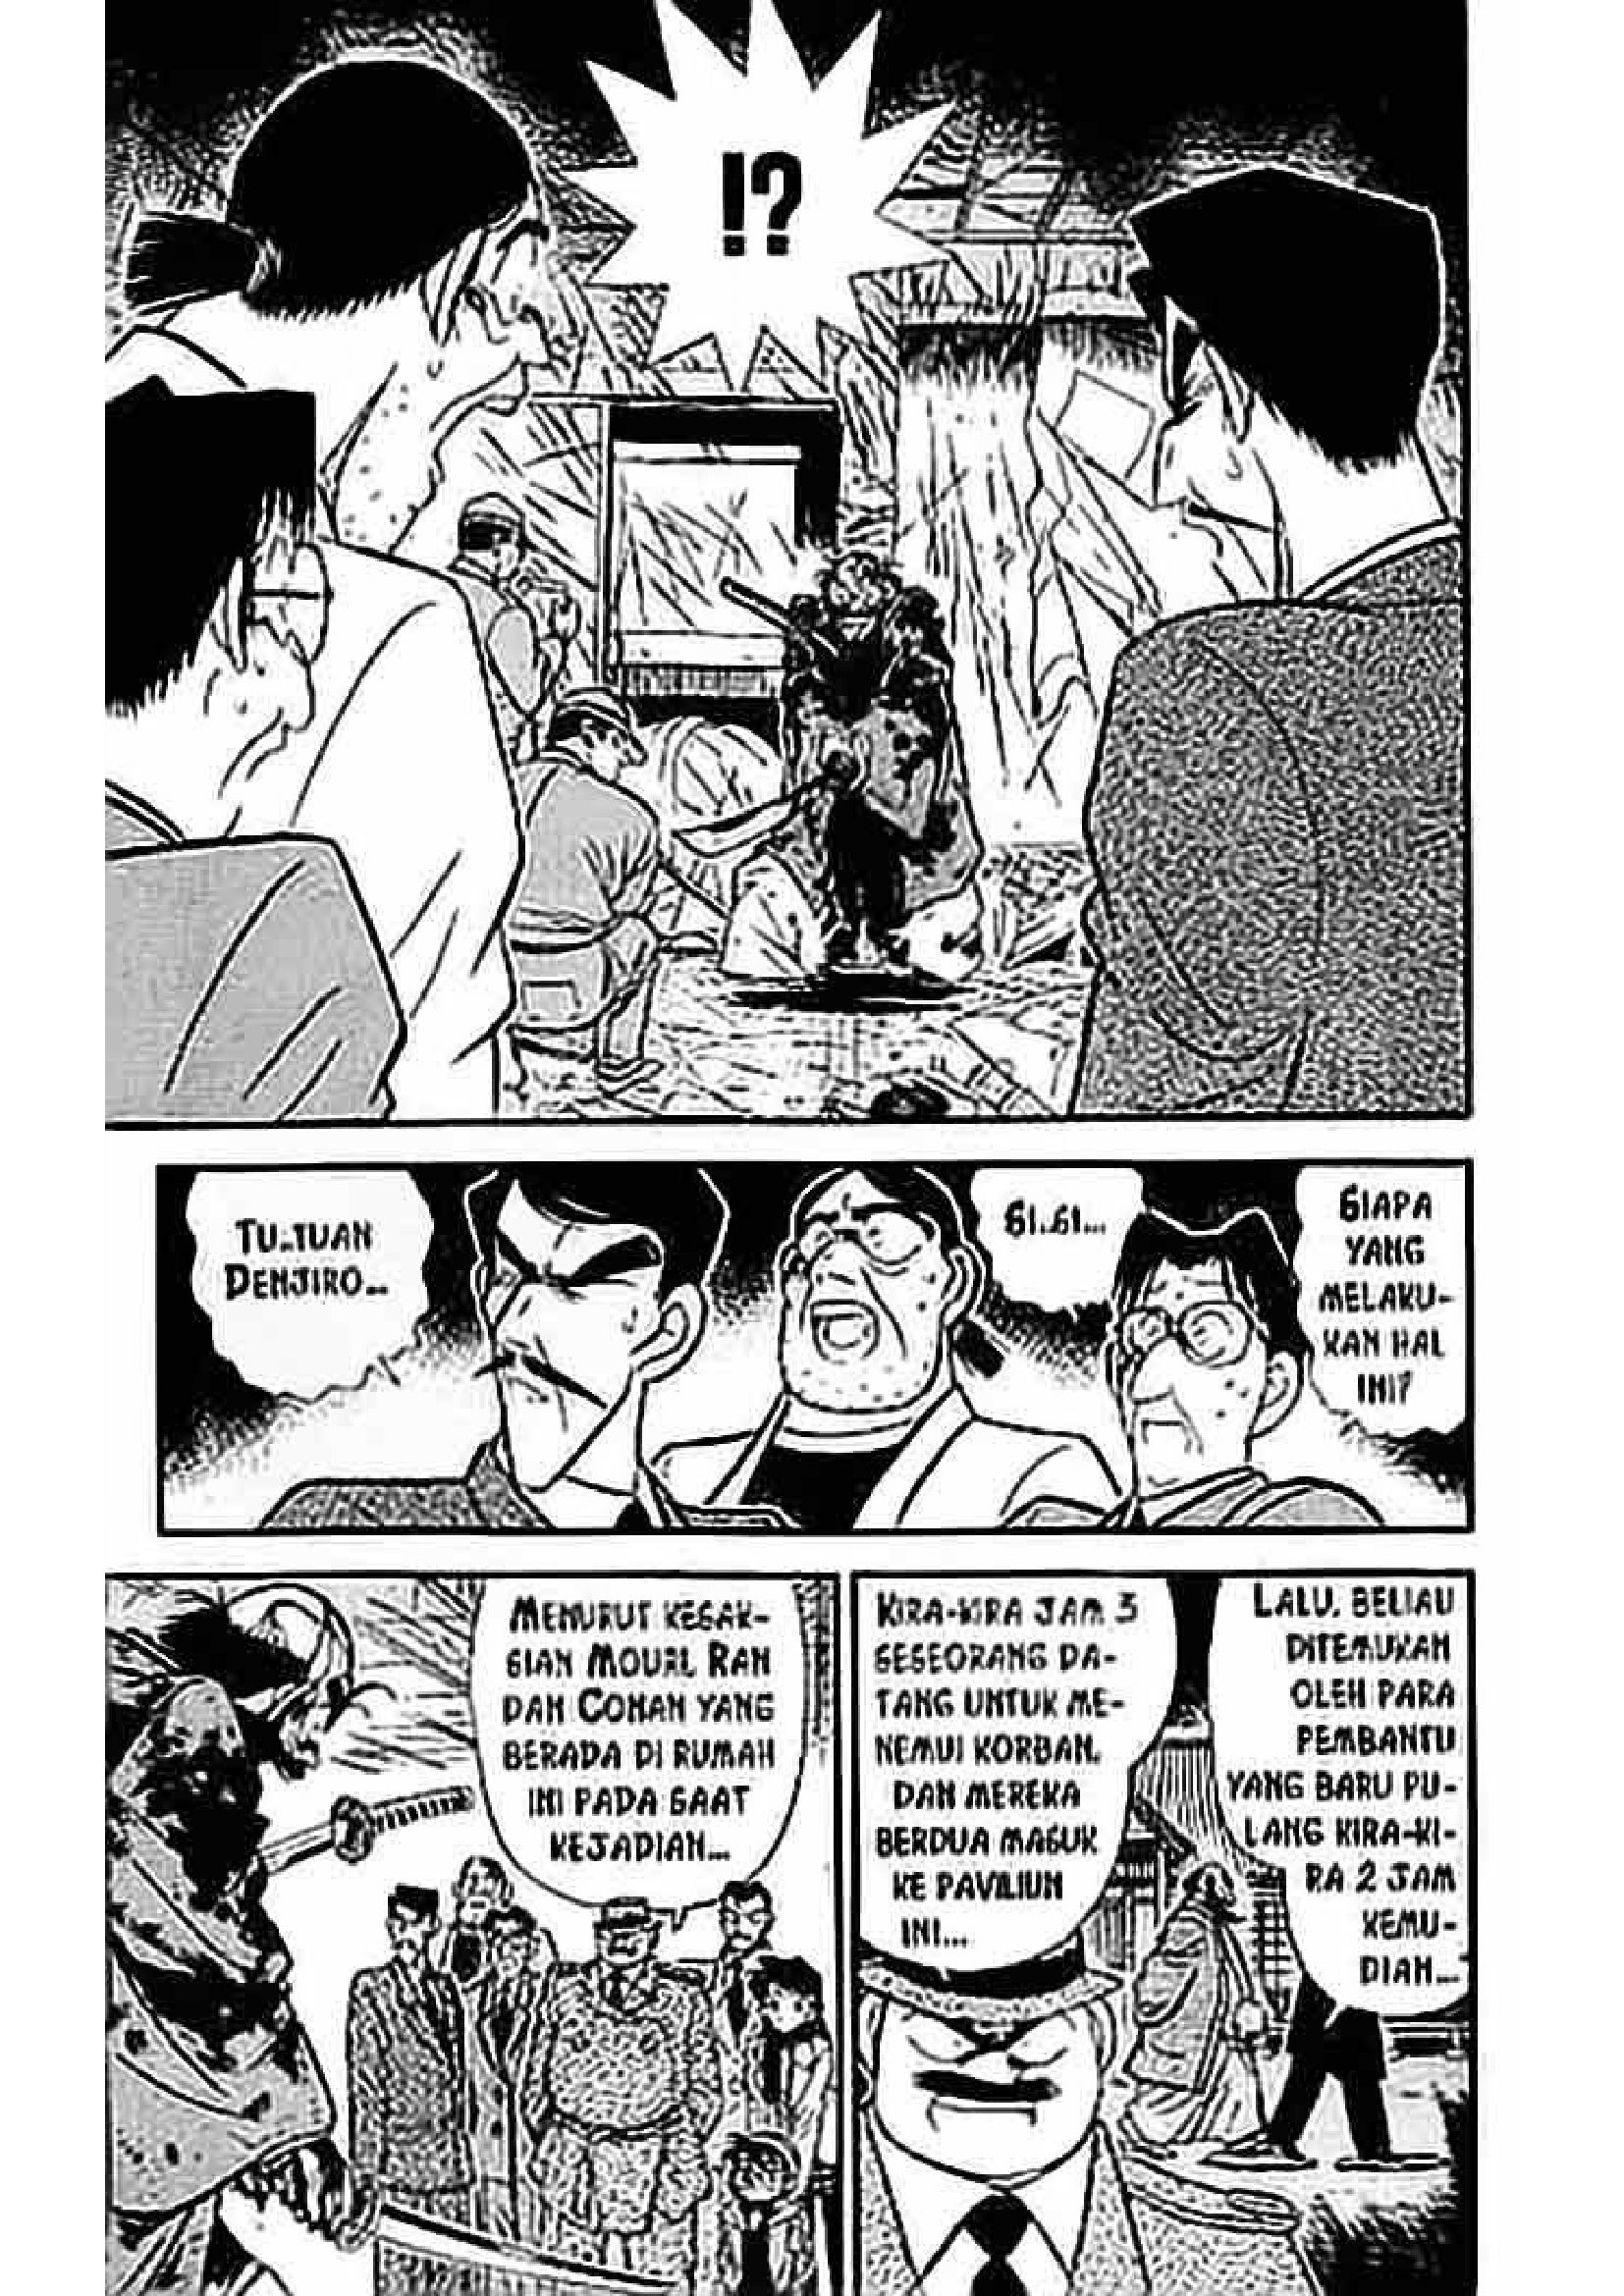 !?
TU..TUAN
DENJIRO...
SI..SI...
SIAPA
YANG
MELAKU-
KAN HAL
INI?
MENURUT KESAK-
SIAN MOURI, RAN
DAN CONAN YANG
BERADA DI RUMAH
INI PADA SAAT
KEJADIAN...
KIRA-KIRA JAM 3
SESEORANG DA-
TANG UNTUK ME-
NEMUI KORBAN.
DAN MEREKA
BERDUA MASUK
KE PAVILIUN
INI...
LALU, BELIAU
DITEMUKAN
OLEH PARA
PEMBANTU
YANG BARU PU-
LANG KIRA-KI-
RA 2 JAM
KEMU-
DIAN...